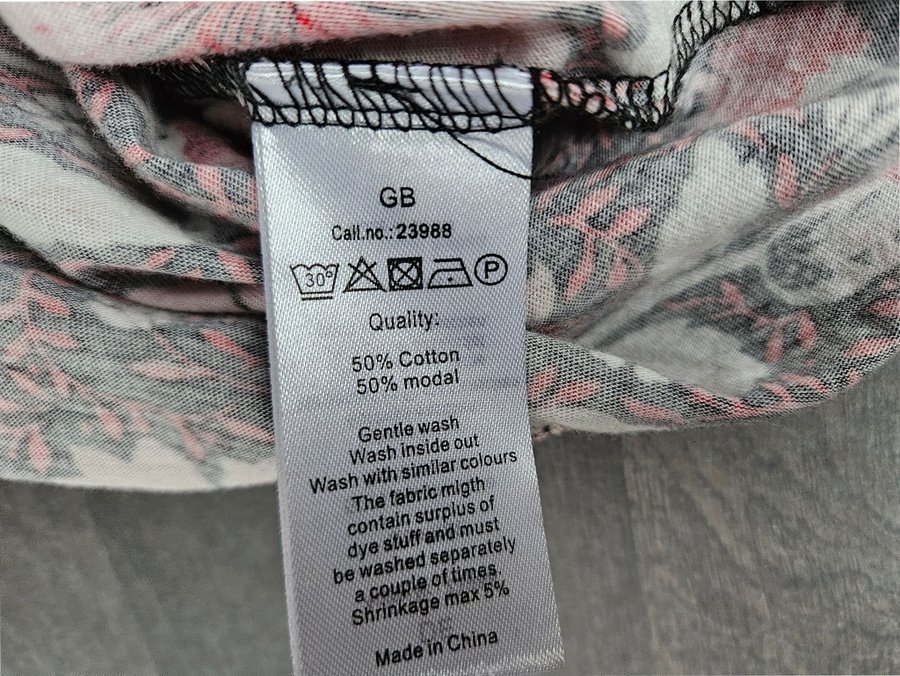 GB
Call.no.:23988
30°
P
Quality:
50% Cotton
50% modal
Gentle wash
Wash inside out
Wash with similar colours
The fabric migth
contain surplus of
dye stuff and must
be washed separately
a couple of times.
Shrinkage max 5%
Made in China